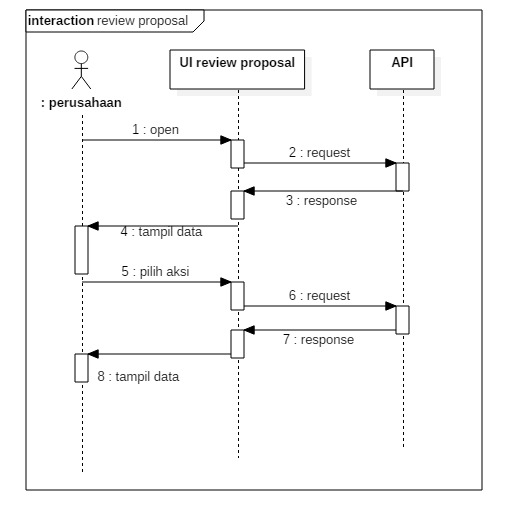 interaction review proposal
UI review proposal
API
: perusahaan
1 : open
2 : request
3 : response
4 : tampil data
5 : pilih aksi
6 : request
7 : response
8 : tampil data